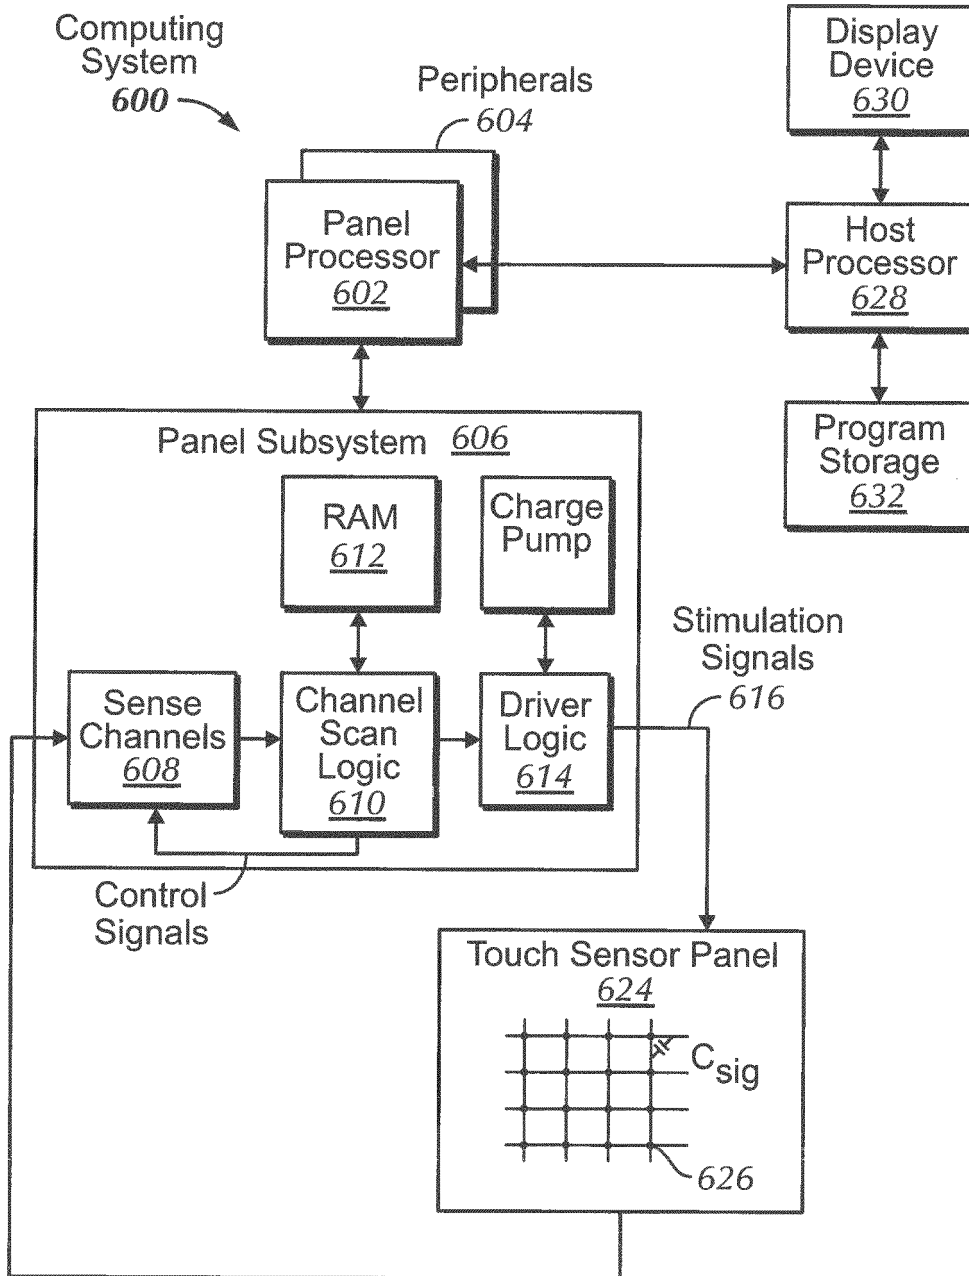 Computing
System
600
Peripherals
604
Display
Device
630
Panel
Processor
602
Host
Processor
628
Program
Storage
632
Panel Subsystem 606
RAM
612
Charge
Pump
Sense
Channels
608
Channel
Scan
Logic
610
Driver
Logic
614
Stimulation
Signals
616
Control
Signals
Touch Sensor Panel
624
Csig
626